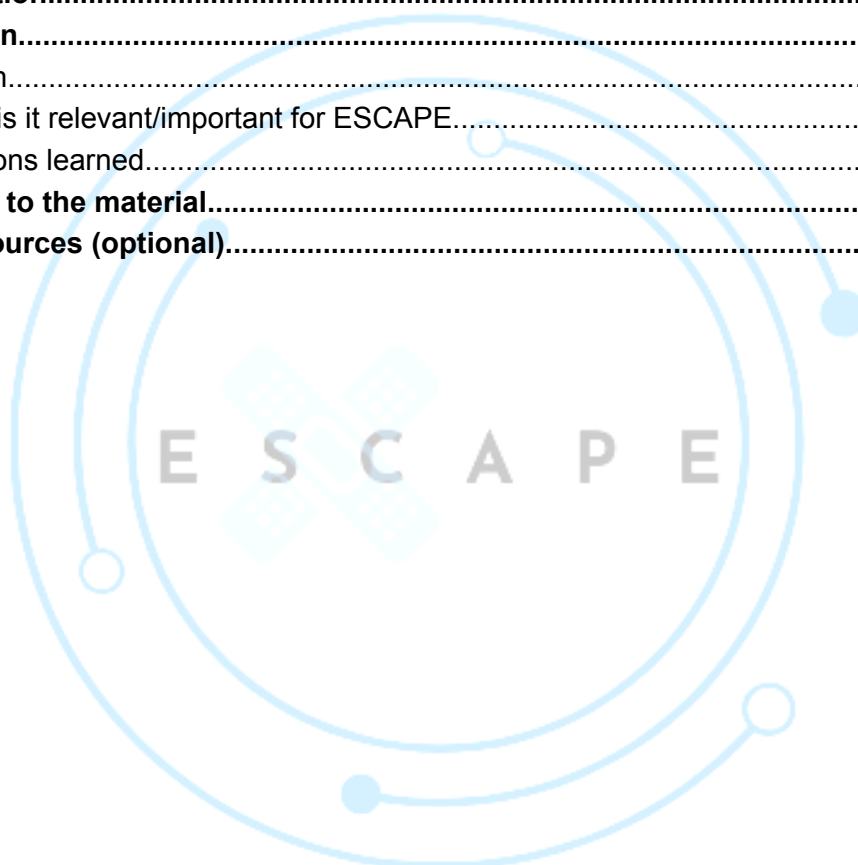 n...........................................................................................................
n...........................................................................................................
is it relevant/important for ESCAPE..................................................
ons learned.........................................................................................
to the material.................................................................................
ources (optional)..............................................................................
E S C A P E